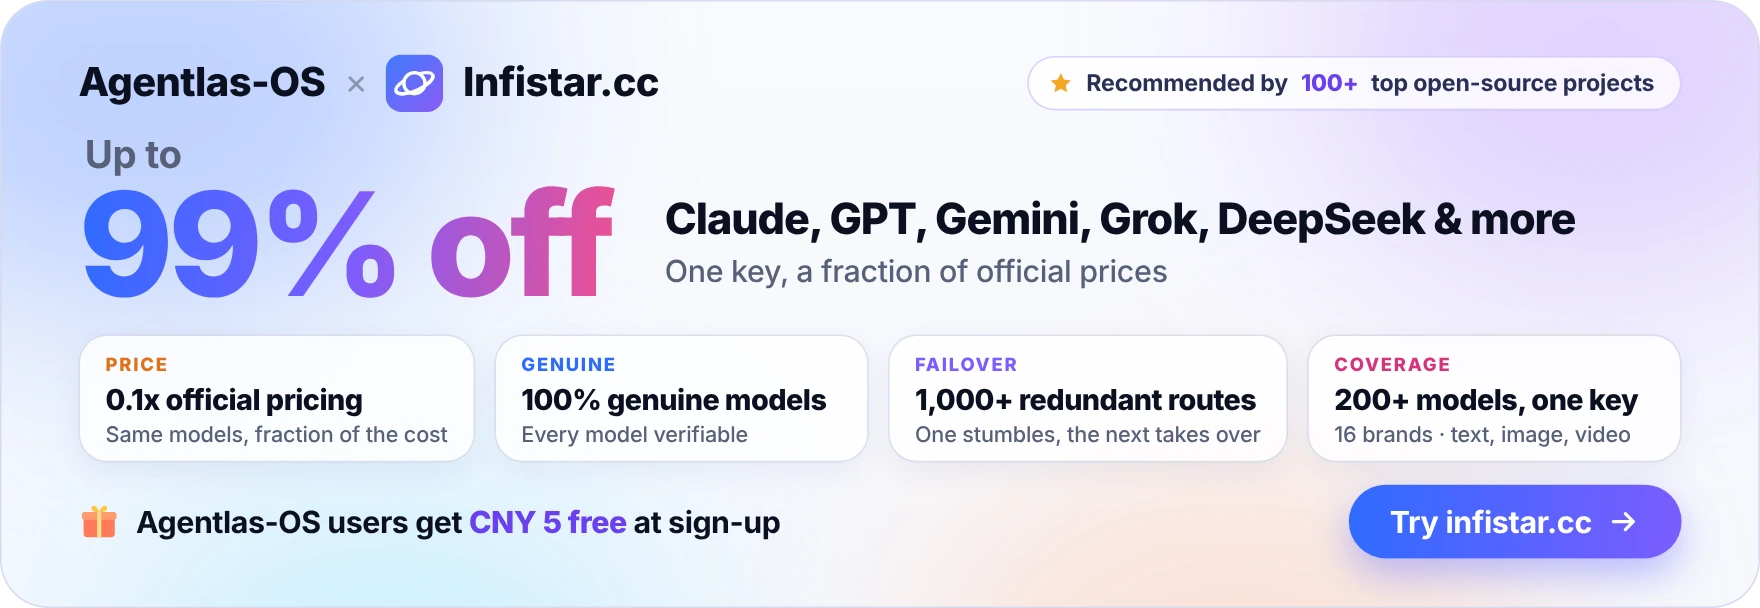 Agentlas-OS × Infistar.cc
Recommended by 100+ top open-source projects
Up to
99% off
Claude, GPT, Gemini, Grok, DeepSeek & more
One key, a fraction of official prices
PRICE
0.1x official pricing
Same models, fraction of the cost
GENUINE
100% genuine models
Every model verifiable
FAILOVER
1,000+ redundant routes
One stumbles, the next takes over
COVERAGE
200+ models, one key
16 brands · text, image, video
Agentlas-OS users get CNY 5 free at sign-up
Try infistar.cc →